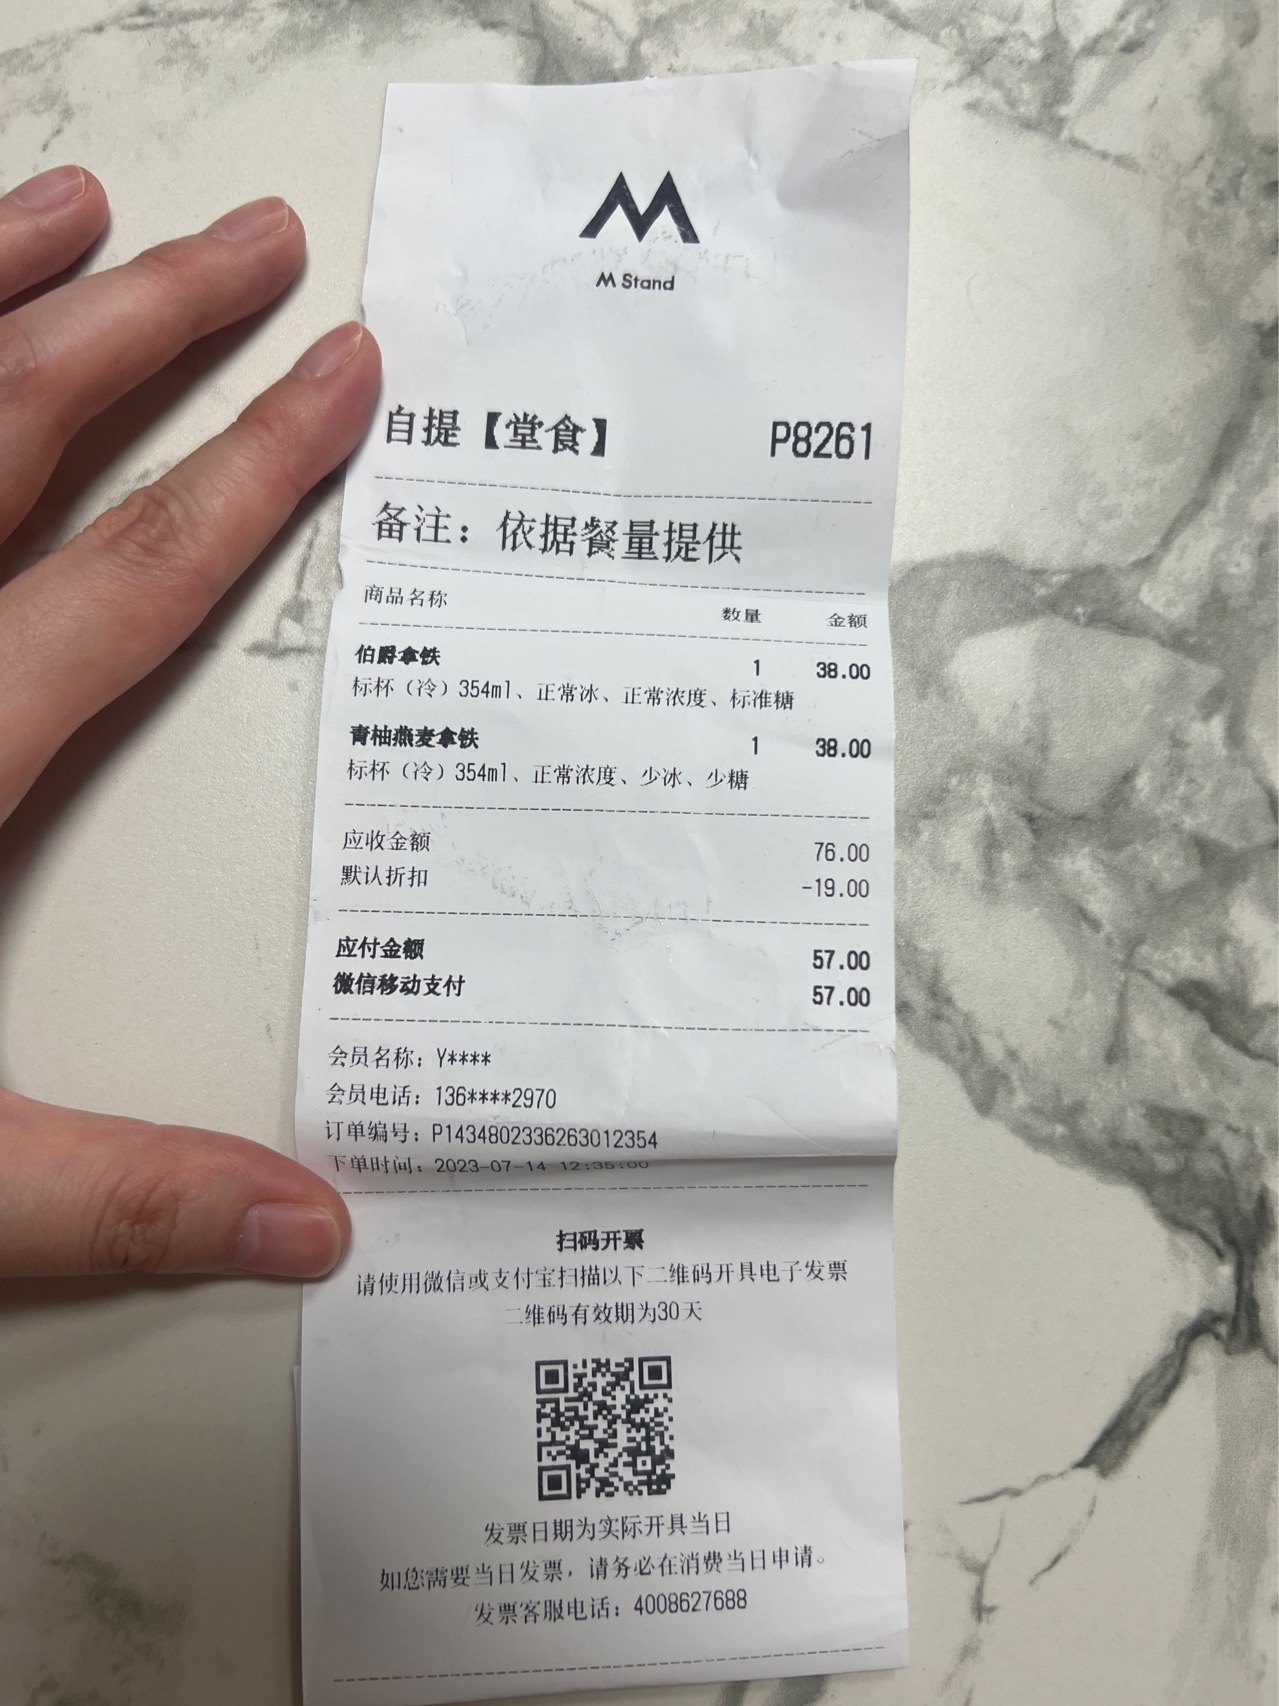 M Stand
自提【堂食】 P8261
备注：依据餐量提供
商品名称 数量 金额
伯爵拿铁 1 38.00
标杯（冷）354ml、正常冰、正常浓度、标准糖
青柚燕麦拿铁 1 38.00
标杯（冷）354ml、正常浓度、少冰、少糖
应收金额 76.00
默认折扣 -19.00
应付金额 57.00
微信移动支付 57.00
会员名称：Y****
会员电话：136****2970
订单编号：P1434802336263012354
下单时间：2023-07-14 12:35:00
扫码开票
请使用微信或支付宝扫描以下二维码开具电子发票
二维码有效期为30天
发票日期为实际开具当日
如您需要当日发票，请务必在消费当日申请。
发票客服电话：4008627688